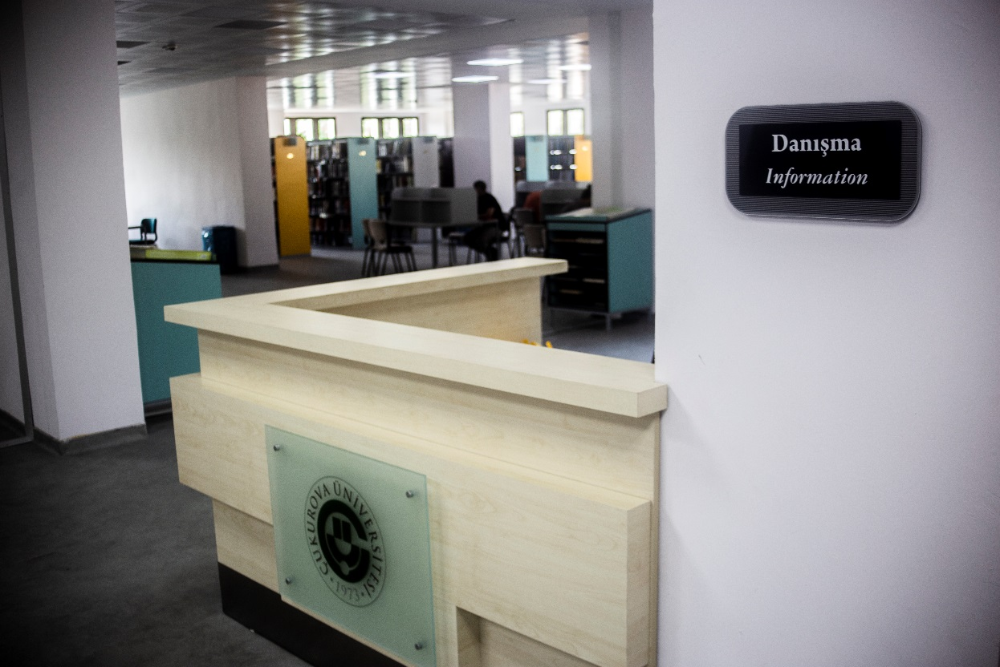 Danışma
Information
ÇUKUROVA ÜNİVERSİTESİ
• 1973 •